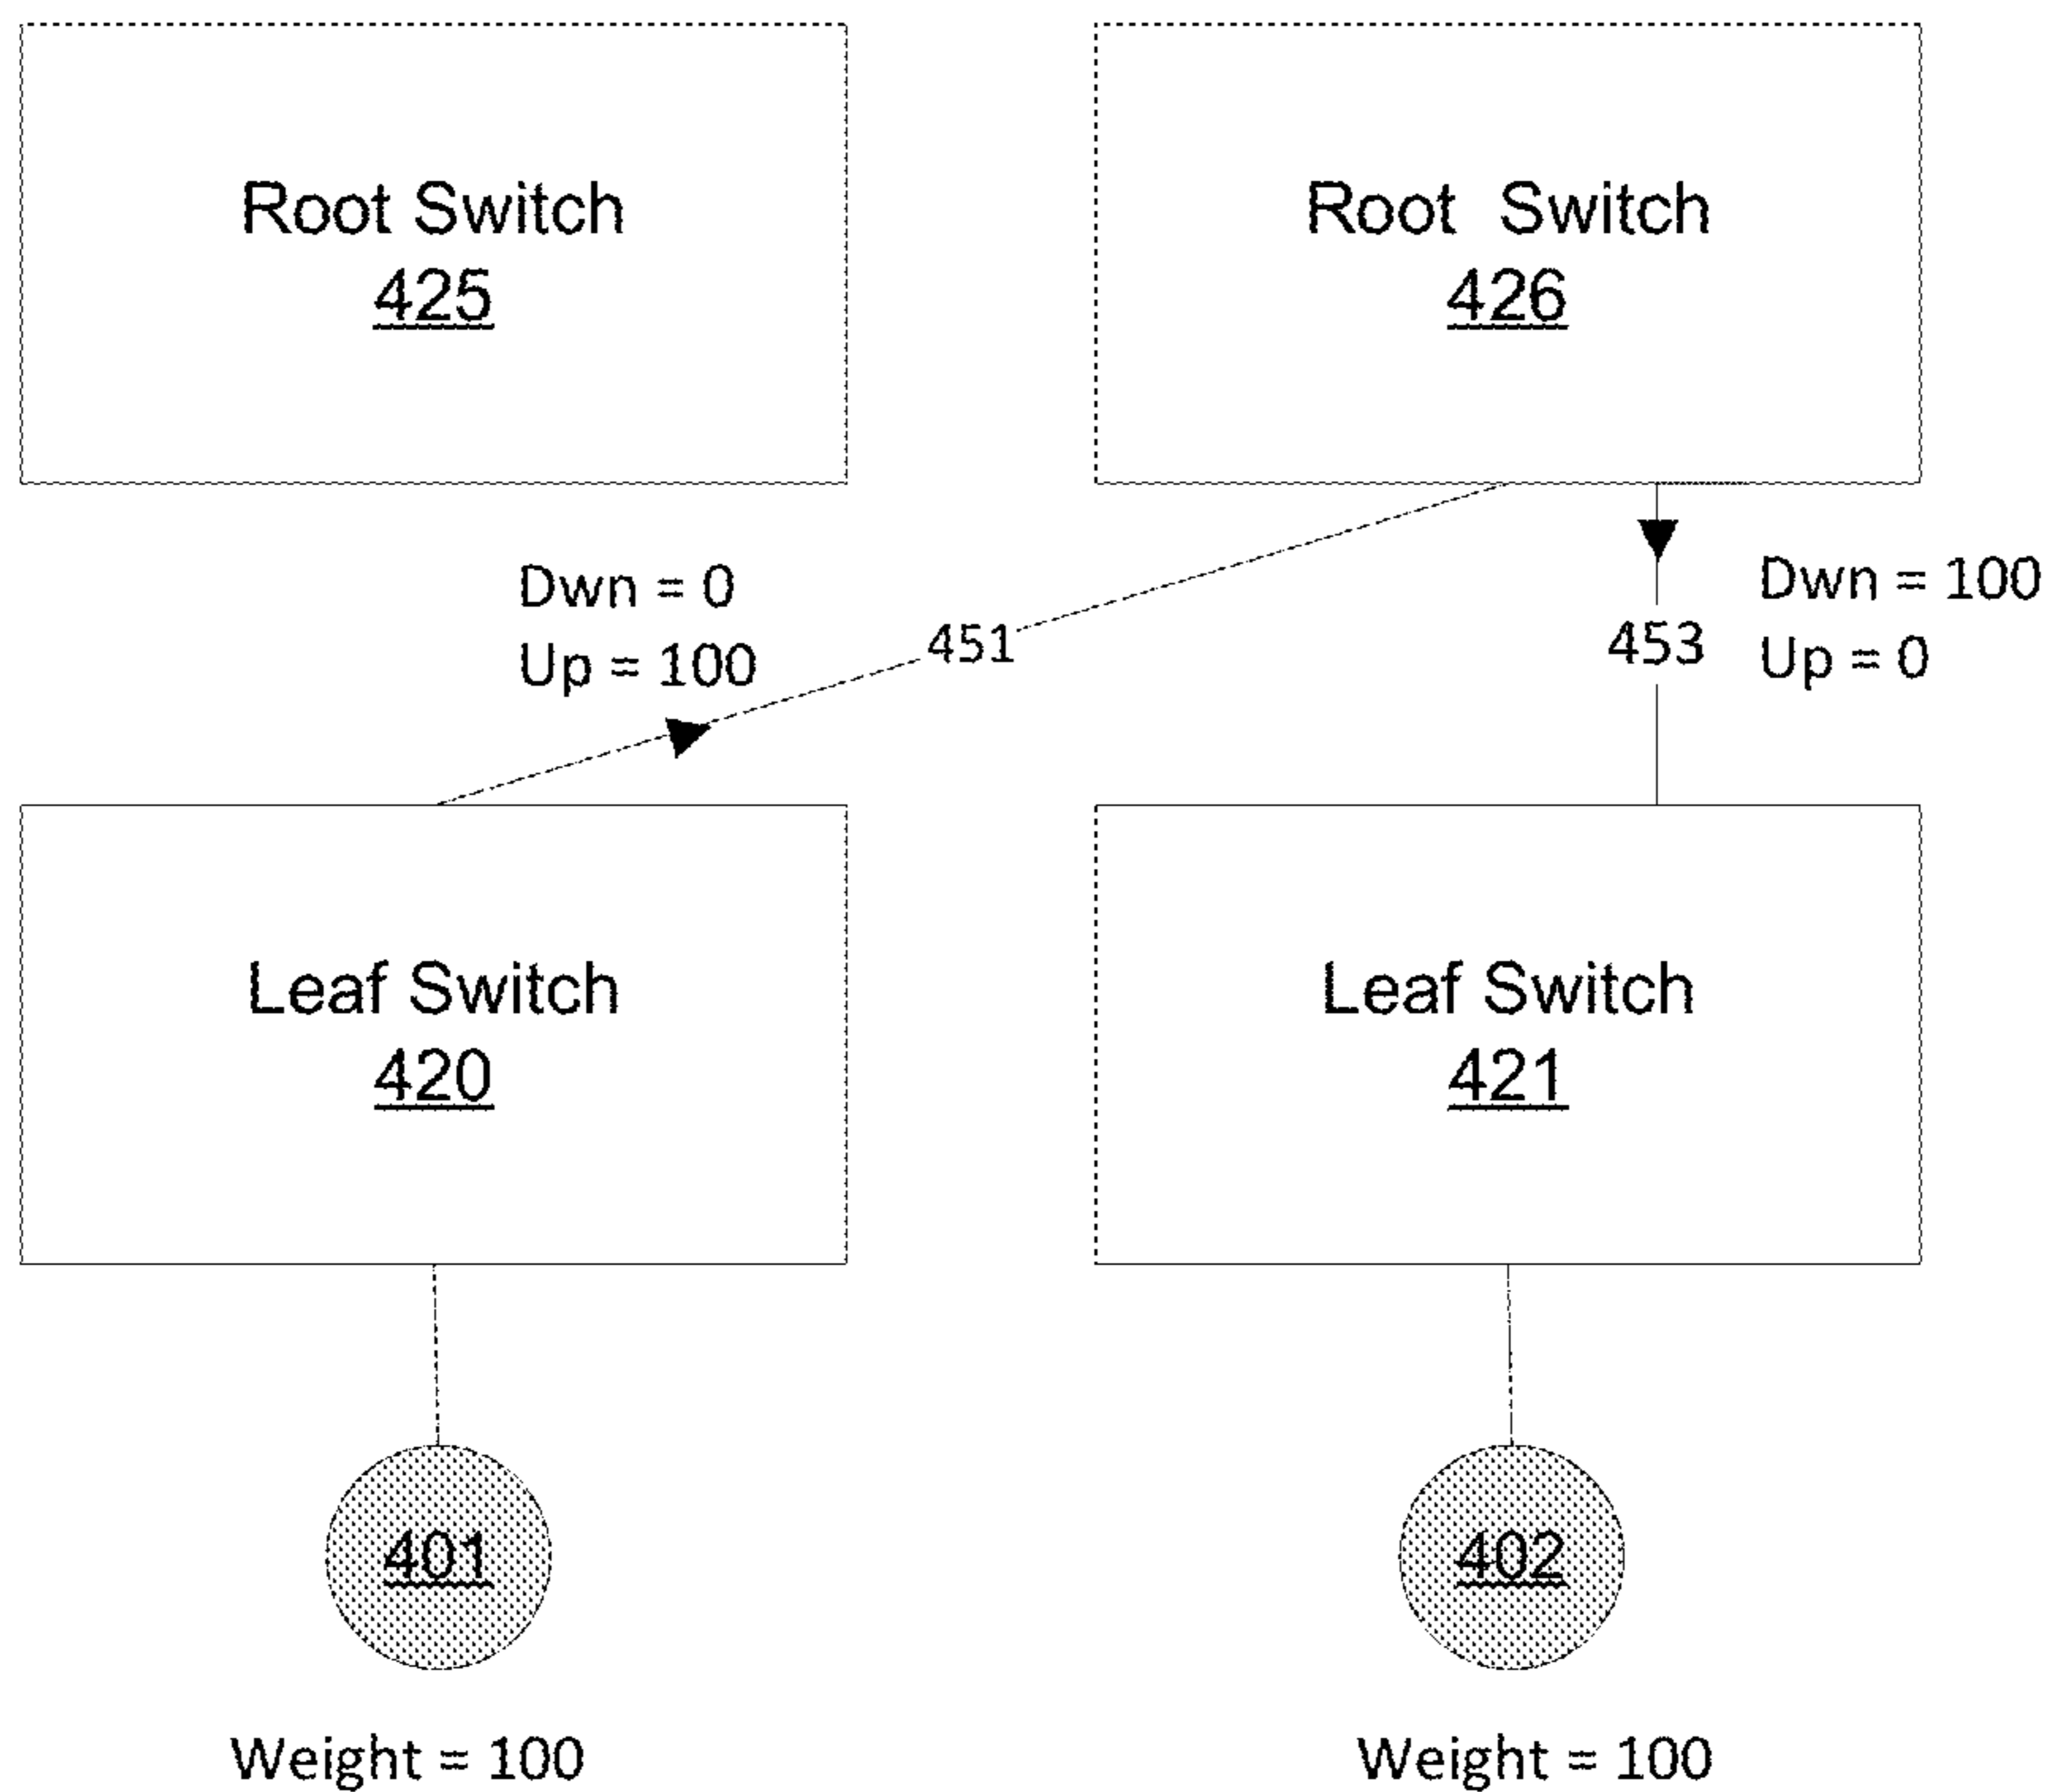 Root Switch
425
Root Switch
426
Dwn = 0
Up = 100
451
453
Dwn = 100
Up = 0
Leaf Switch
420
Leaf Switch
421
401
402
Weight = 100
Weight = 100